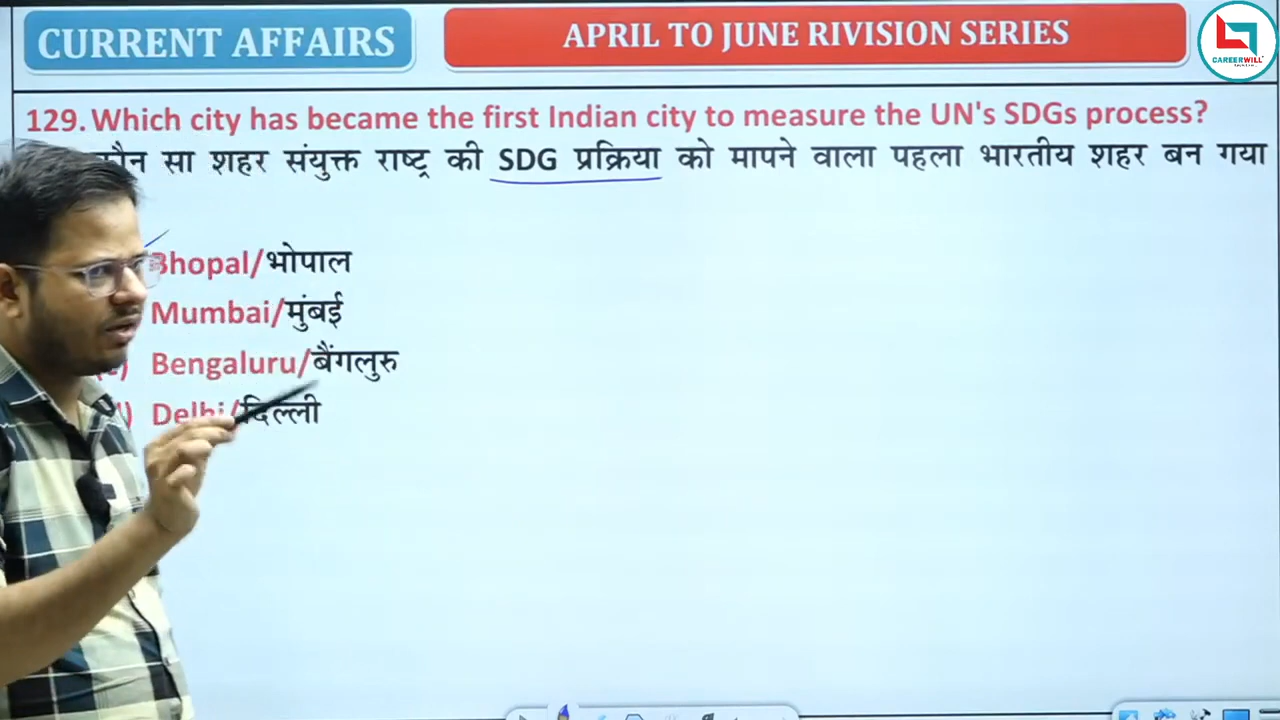 CURRENT AFFAIRS
APRIL TO JUNE RIVISION SERIES
CAREERWILL
129. Which city has became the first Indian city to measure the UN's SDGs process?
सा शहर संयुक्त राष्ट्र की SDG प्रक्रिया को मापने वाला पहला भारतीय शहर बन गया
Bhopal/भोपाल
Mumbai/मुंबई
Bengaluru/बैंगलुरु
Delhi/दिल्ली